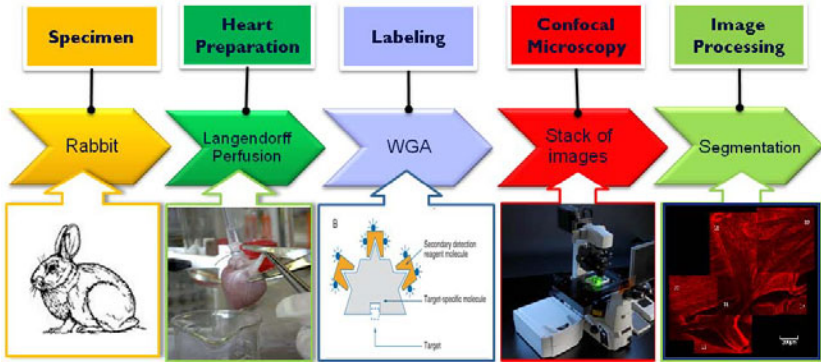 Specimen
Heart
Preparation
Labeling
Confocal
Microscopy
Image
Processing
Rabbit
Langendorff
Perfusion
WGA
Stack of
images
Segmentation
B
Secondary detection
reagent molecule
Target-specific molecule
Target